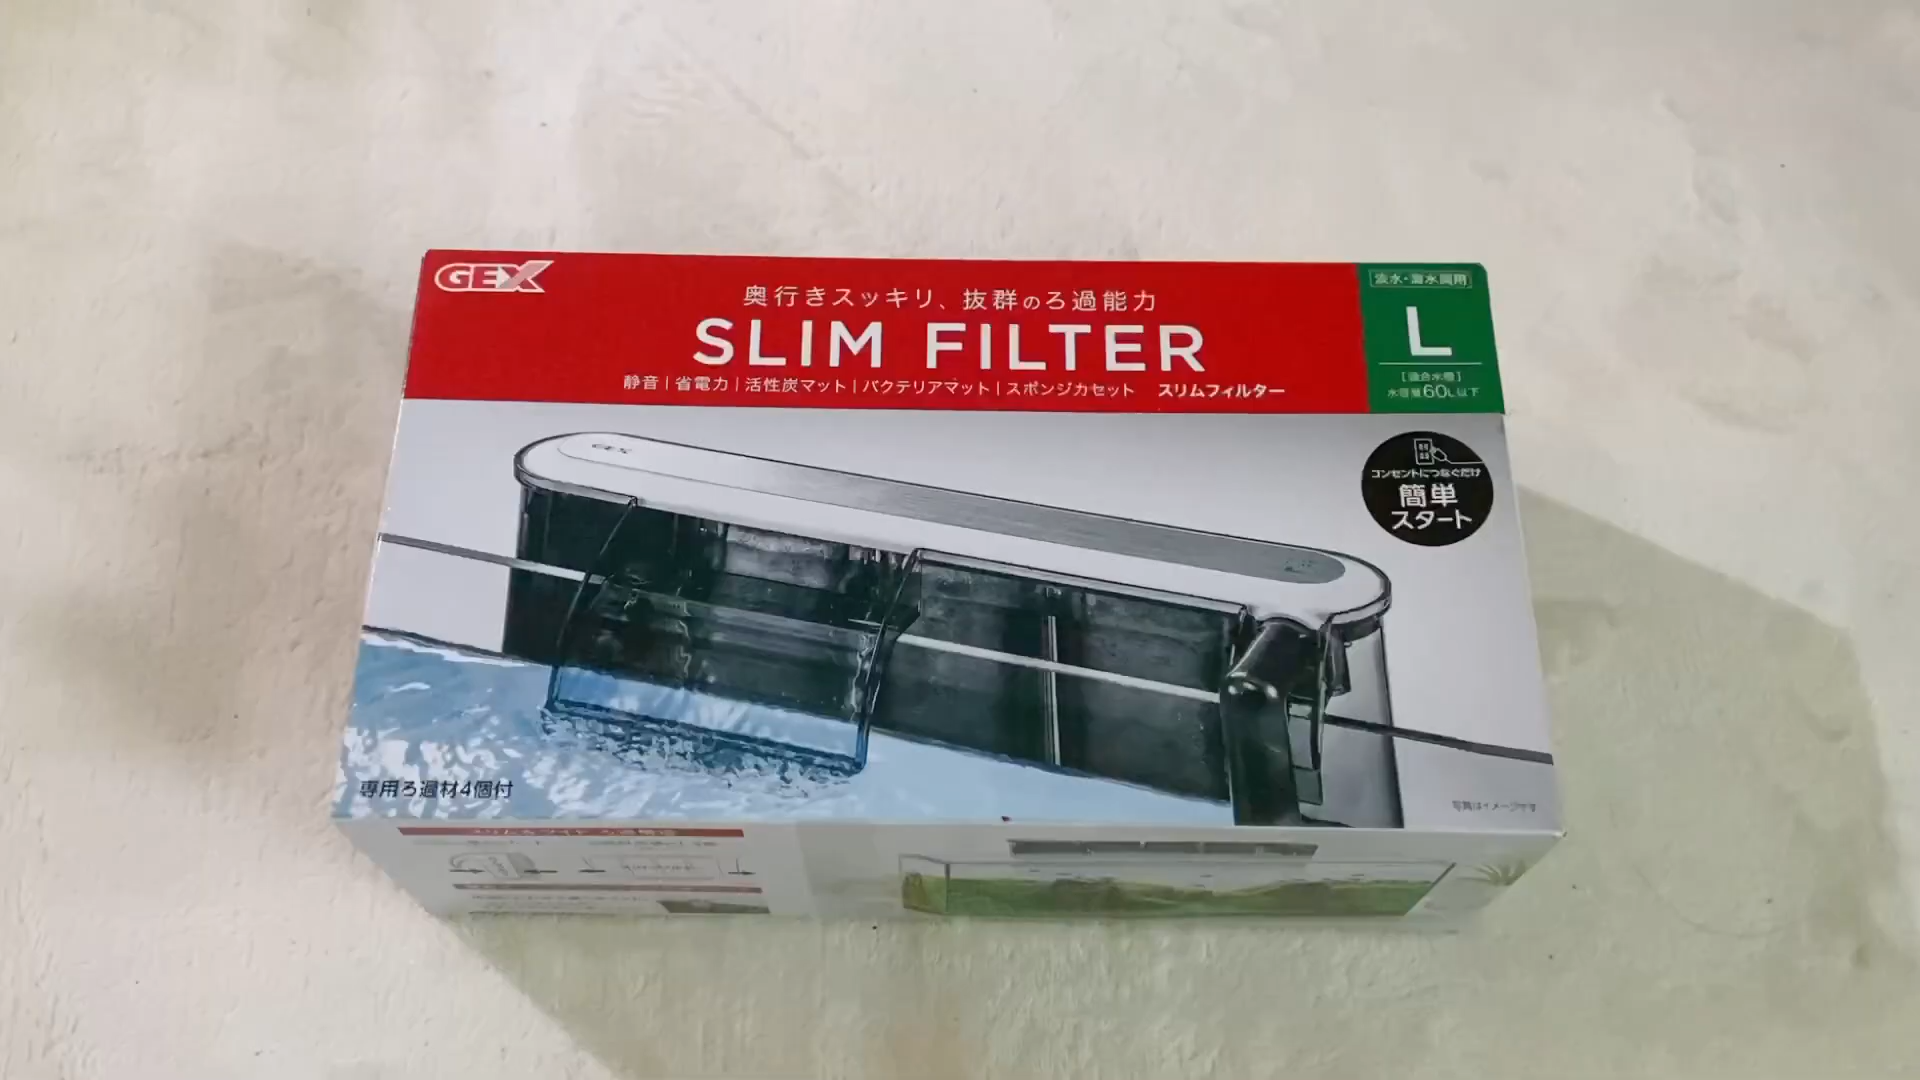 GEX
奥行きスッキリ、抜群のろ過能力
SLIM FILTER
静音|省電力|活性炭マット|バクテリアマット|スポンジカセット スリムフィルター
淡水・海水両用
L
[適合水槽]
水容量60L以下
GEX
コンセントにつなぐだけ
簡単
スタート
専用ろ過材4個付
写真はイメージです